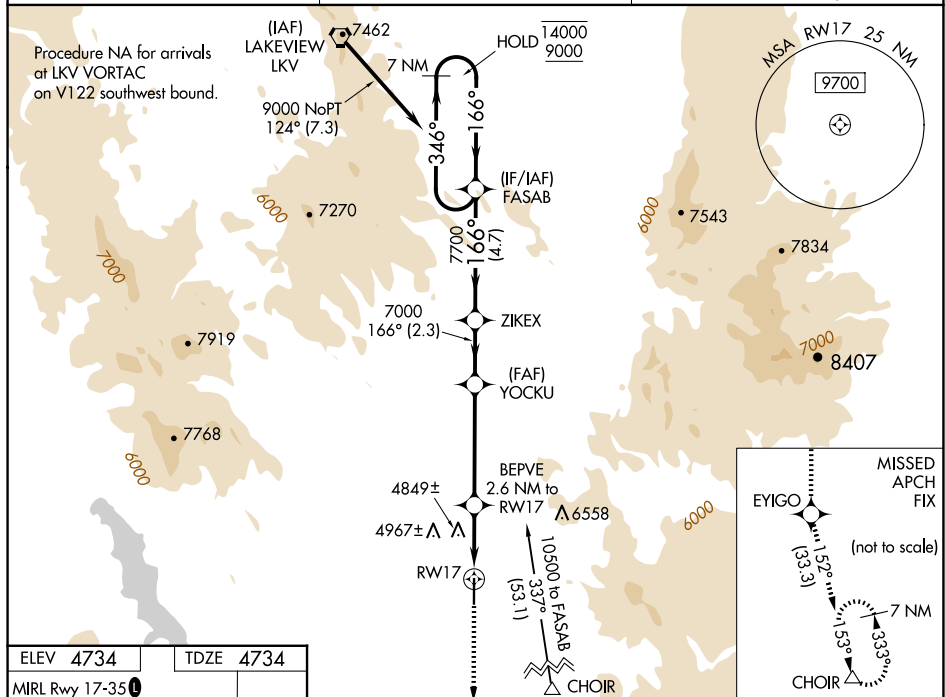 Procedure NA for arrivals
at LKV VORTAC
on V122 southwest bound.
(IAF)
LAKEVIEW
LKV
7462
7 NM
HOLD
14000
9000
MSA RW17 25 NM
9700
9000 NoPT
124° (7.3)
346°
166°
(IF/IAF)
FASAB
6000
7270
7700
166°
(4.7)
6000
7543
7834
7000
7000
166° (2.3)
ZIKEX
7919
(FAF)
YOCKU
7000
8407
7768
6000
4849±
4967±
BEPVE
2.6 NM to
RW17
6558
6000
RW17
10500 to FASAB
337°
(53.1)
CHOIR
MISSED
APCH
FIX
EYIGO
(not to scale)
152°
(33.3)
7 NM
153°
333°
CHOIR
ELEV 4734
TDZE 4734
MIRL Rwy 17-35 L